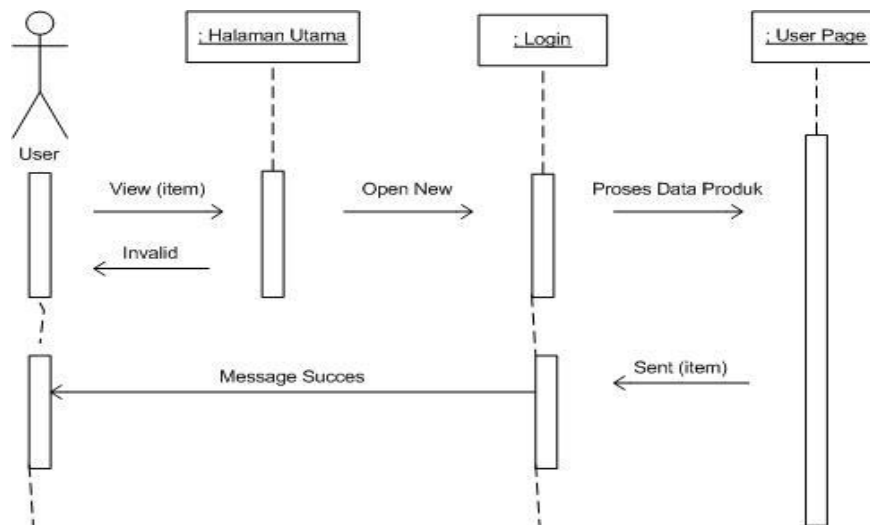 : Halaman Utama
: Login
: User Page
User
View (item)
Open New
Proses Data Produk
Invalid
Message Succes
Sent (item)